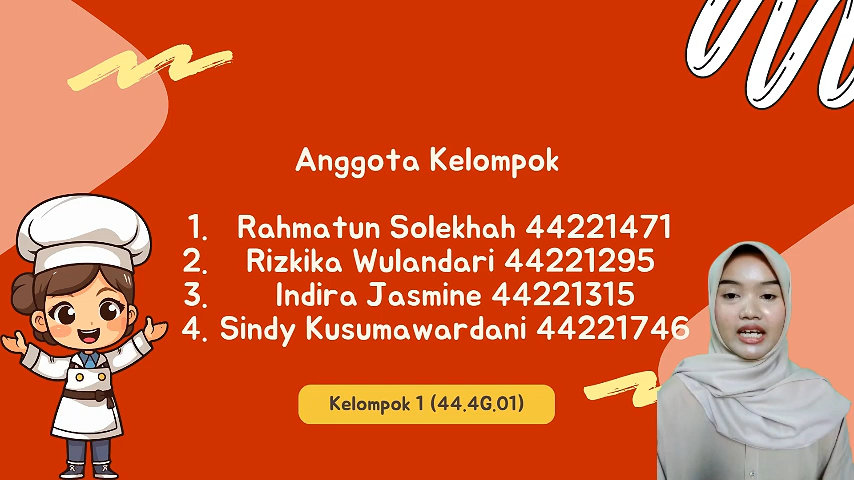 Anggota Kelompok
1. Rahmatun Solekhah 44221471
2. Rizkika Wulandari 44221295
3. Indira Jasmine 44221315
4. Sindy Kusumawardani 44221746
Kelompok 1 (44.4G.01)